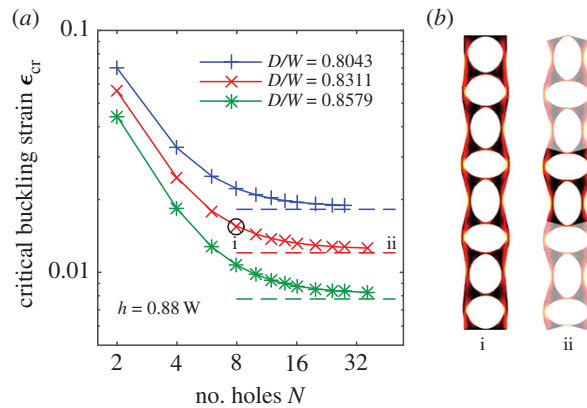 (a)
critical buckling strain ϵcr
0.1
0.01
D/W = 0.8043
D/W = 0.8311
D/W = 0.8579
i
ii
h = 0.88 W
2 4 8 16 32
no. holes N
(b)
i ii